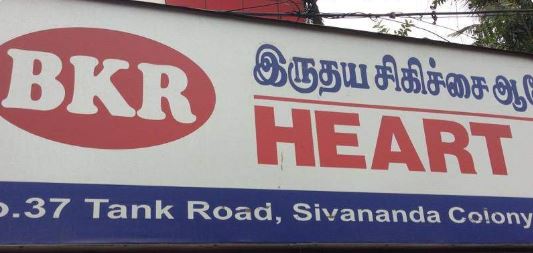 BKR
இருதய சிகிச்சை
HEART
.37 Tank Road, Sivananda Colony